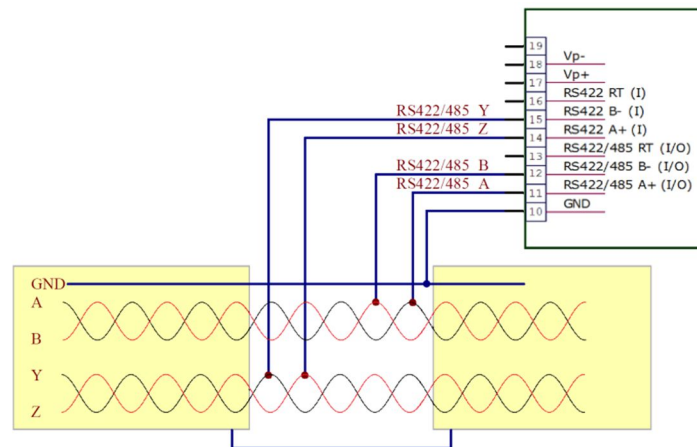 19
18 Vp-
17 Vp+
16 RS422 RT (I)
RS422/485 Y 15 RS422 B- (I)
RS422/485 Z 14 RS422 A+ (I)
13 RS422/485 RT (I/O)
RS422/485 B 12 RS422/485 B- (I/O)
RS422/485 A 11 RS422/485 A+ (I/O)
10 GND
GND
A
B
Y
Z